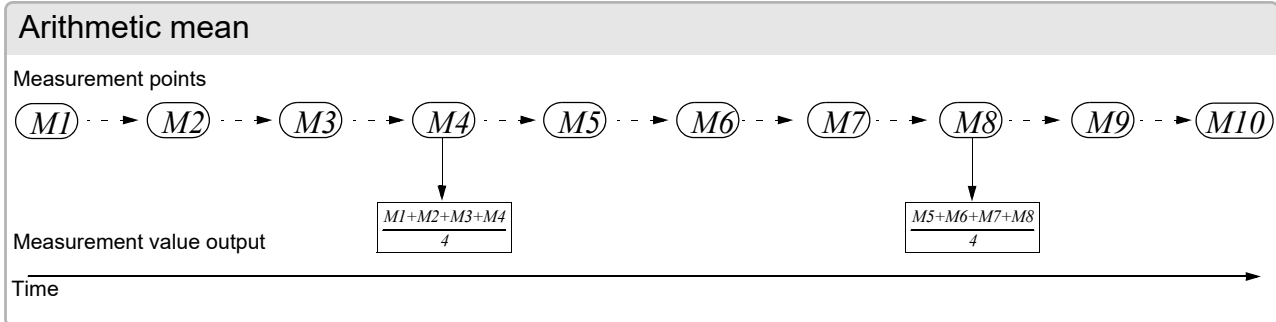 Arithmetic mean
Measurement points
M1 M2 M3 M4 M5 M6 M7 M8 M9 M10
M1+M2+M3+M4 M5+M6+M7+M8
4 4
Measurement value output
Time